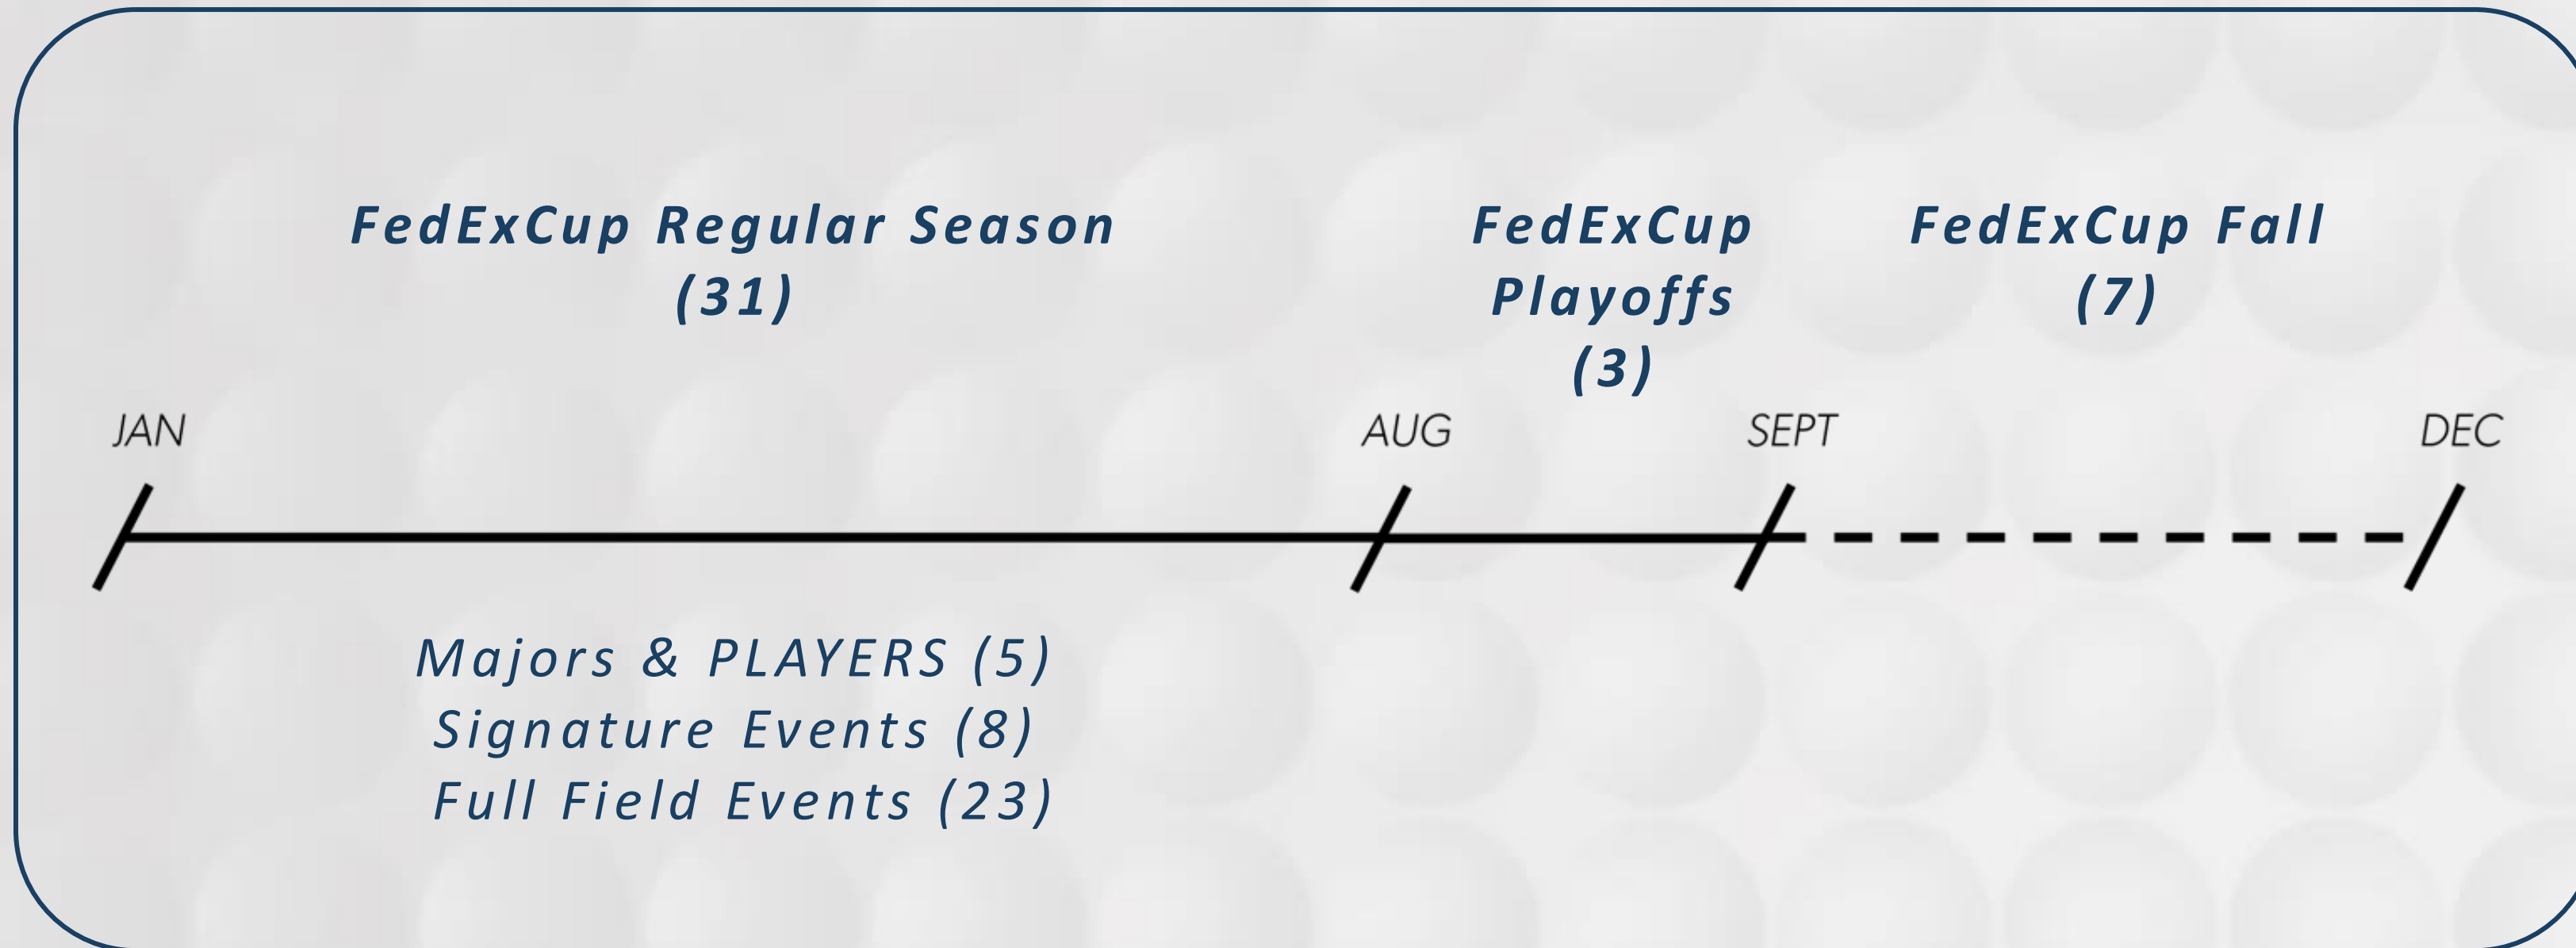 FedExCup Regular Season
(31)
FedExCup
Playoffs
(3)
FedExCup Fall
(7)
JAN
AUG
SEPT
DEC
Majors & PLAYERS (5)
Signature Events (8)
Full Field Events (23)